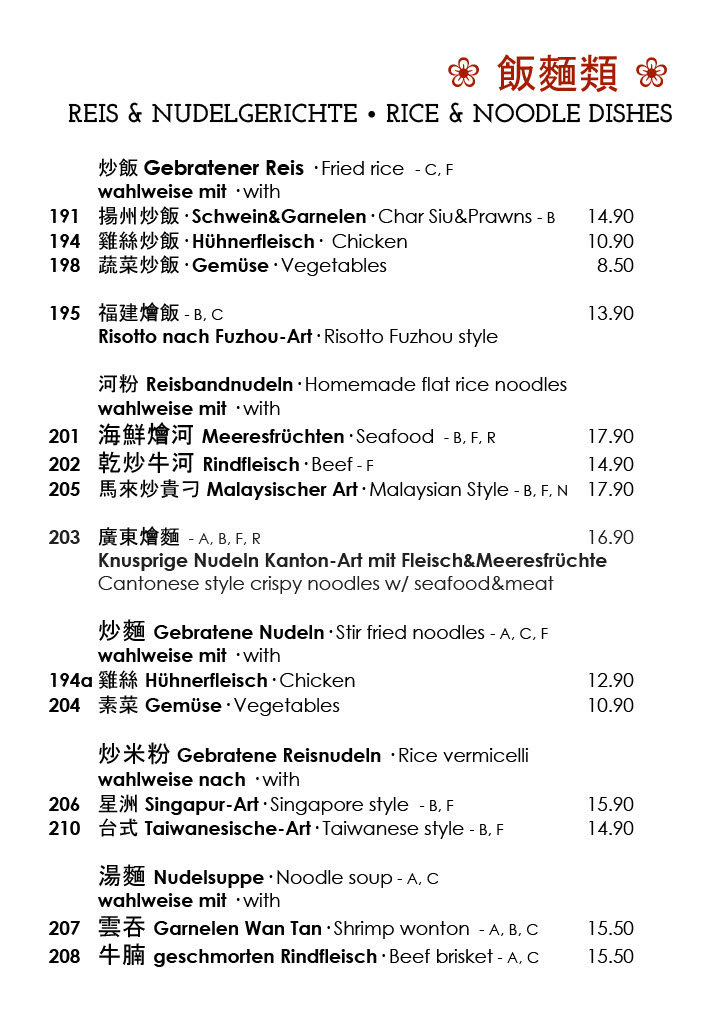 飯麵類
REIS & NUDELGERICHTE • RICE & NOODLE DISHES
炒飯 Gebratener Reis ·Fried rice - C, F
wahlweise mit ·with
191 揚州炒飯·Schwein&Garnelen·Char Siu&Prawns - B 14.90
194 雞絲炒飯·Hühnerfleisch· Chicken 10.90
198 蔬菜炒飯·Gemüse·Vegetables 8.50
195 福建燴飯 - B, C 13.90
Risotto nach Fuzhou-Art·Risotto Fuzhou style
河粉 Reisbandnudeln·Homemade flat rice noodles
wahlweise mit ·with
201 海鮮燴河 Meeresfrüchten·Seafood - B, F, R 17.90
202 乾炒牛河 Rindfleisch·Beef - F 14.90
205 馬來炒貴刁 Malaysischer Art·Malaysian Style - B, F, N 17.90
203 廣東燴麵 - A, B, F, R 16.90
Knusprige Nudeln Kanton-Art mit Fleisch&Meeresfrüchte
Cantonese style crispy noodles w/ seafood&meat
炒麵 Gebratene Nudeln·Stir fried noodles - A, C, F
wahlweise mit ·with
194a 雞絲 Hühnerfleisch·Chicken 12.90
204 素菜 Gemüse·Vegetables 10.90
炒米粉 Gebratene Reisnudeln ·Rice vermicelli
wahlweise nach ·with
206 星洲 Singapur-Art·Singapore style - B, F 15.90
210 台式 Taiwanesische-Art·Taiwanese style - B, F 14.90
湯麵 Nudelsuppe·Noodle soup - A, C
wahlweise mit ·with
207 雲吞 Garnelen Wan Tan·Shrimp wonton - A, B, C 15.50
208 牛腩 geschmorten Rindfleisch·Beef brisket - A, C 15.50